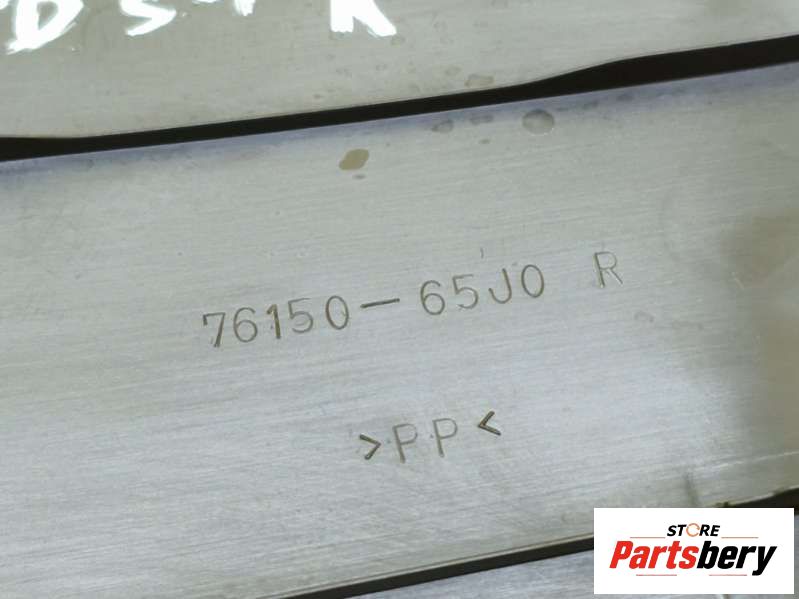 76150-65J0 R
>PP<
STORE
Partsbery